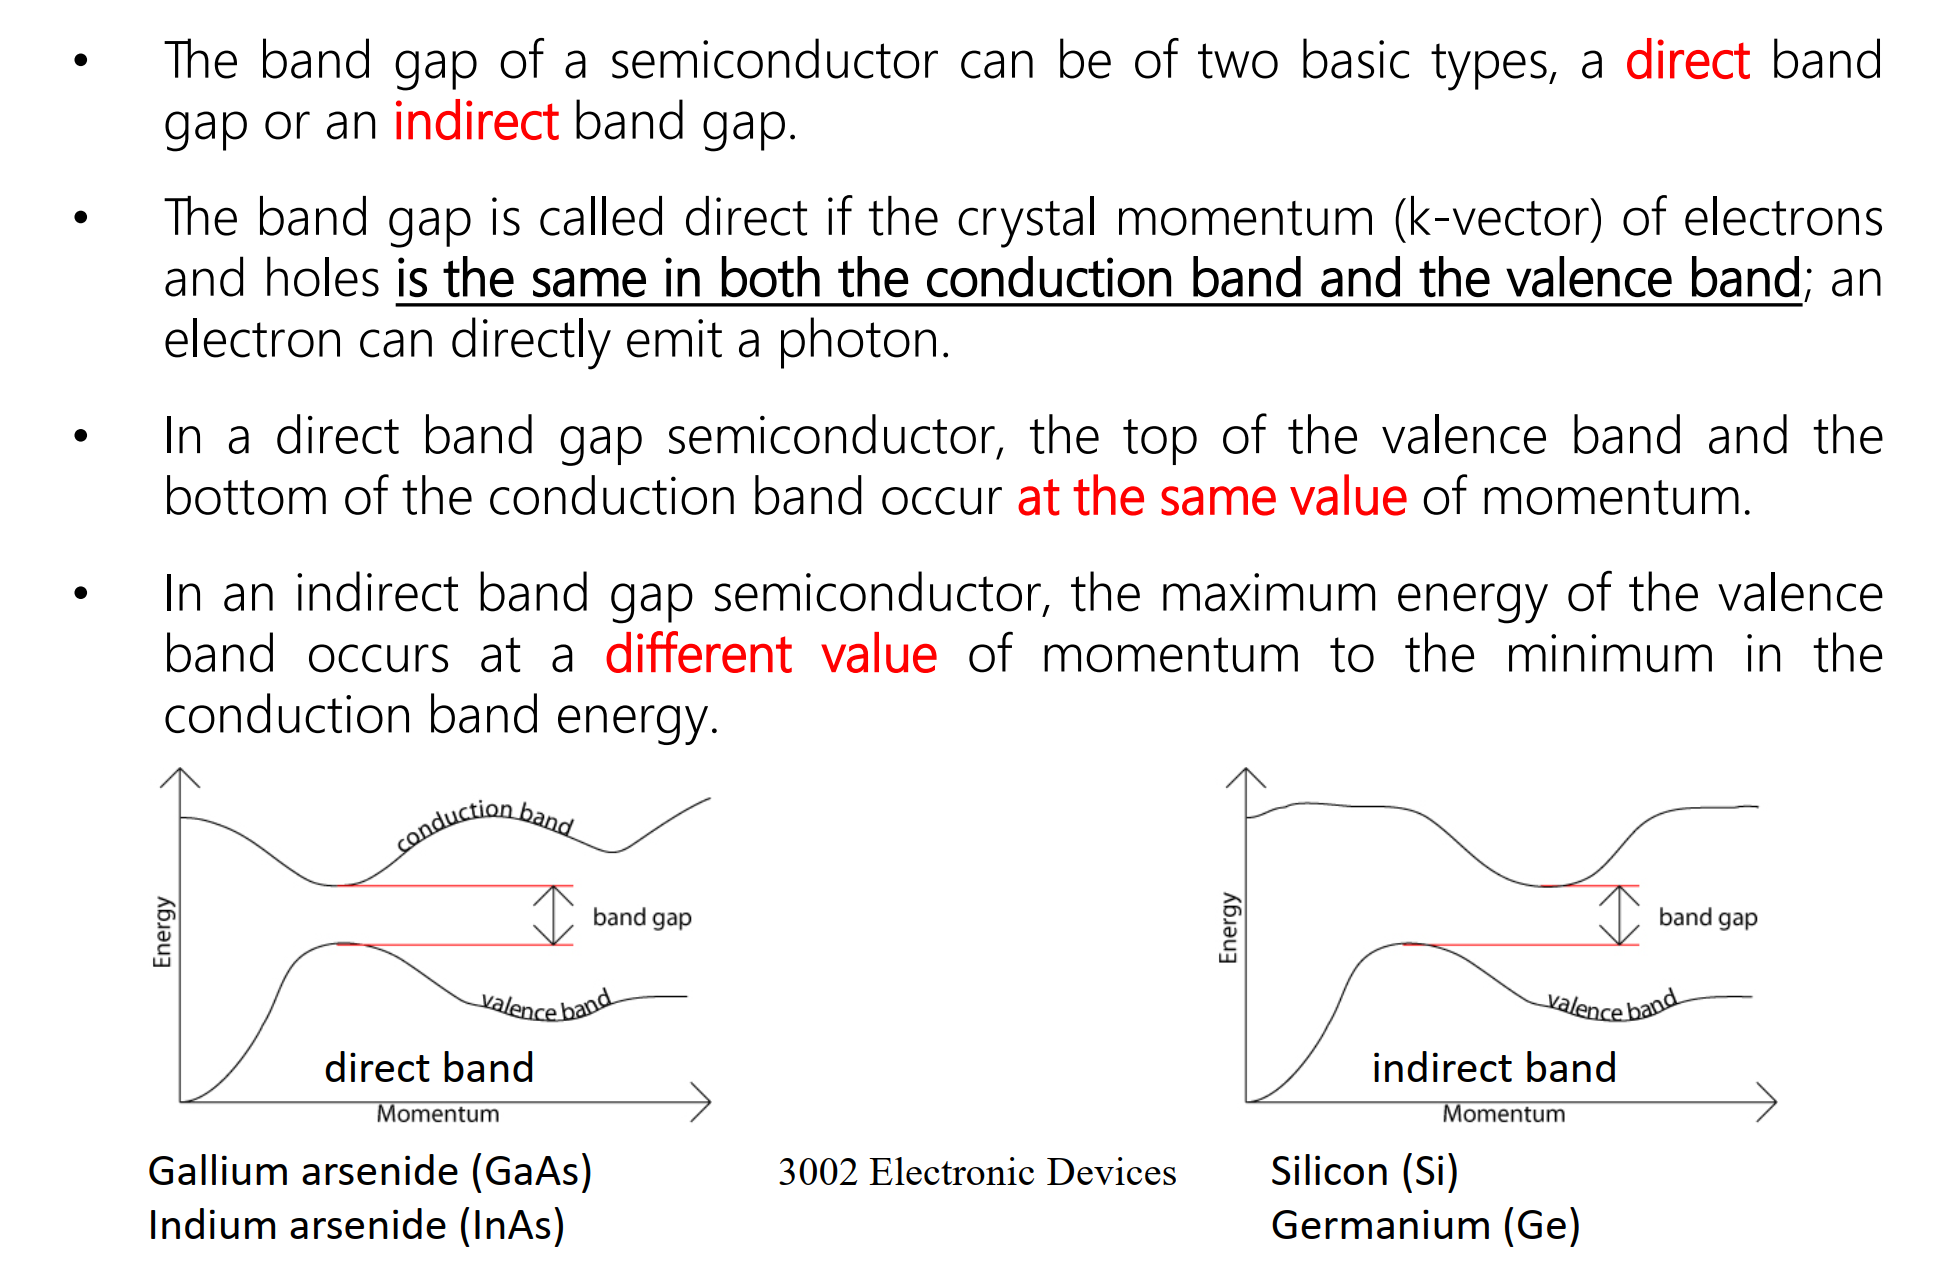 • The band gap of a semiconductor can be of two basic types, a direct band
gap or an indirect band gap.
• The band gap is called direct if the crystal momentum (k-vector) of electrons
and holes is the same in both the conduction band and the valence band; an
electron can directly emit a photon.
• In a direct band gap semiconductor, the top of the valence band and the
bottom of the conduction band occur at the same value of momentum.
• In an indirect band gap semiconductor, the maximum energy of the valence
band occurs at a different value of momentum to the minimum in the
conduction band energy.
Energy
conduction band
band gap
valence band
direct band
Momentum
Gallium arsenide (GaAs)
Indium arsenide (InAs)
3002 Electronic Devices
Energy
band gap
valence band
indirect band
Momentum
Silicon (Si)
Germanium (Ge)